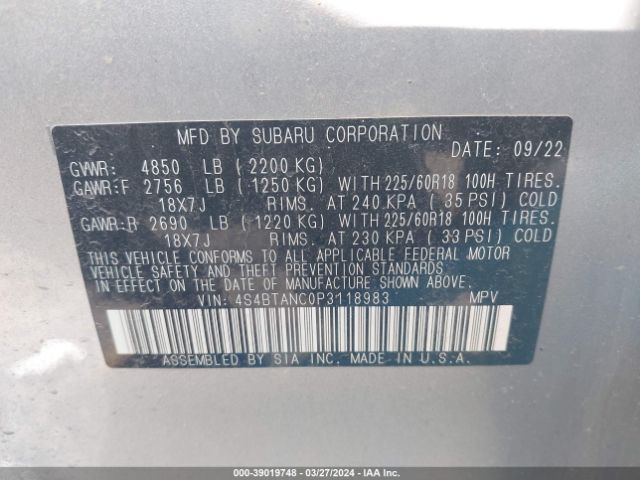 MFD BY SUBARU CORPORATION
DATE: 09/22
GVWR: 4850 LB ( 2200 KG)
GAWR:F 2756 LB ( 1250 KG) WITH 225/60R18 100H TIRES.
18X7J RIMS. AT 240 KPA ( 35 PSI) COLD
GAWR:R 2690 LB ( 1220 KG) WITH 225/60R18 100H TIRES.
18X7J RIMS. AT 230 KPA ( 33 PSI) COLD
THIS VEHICLE CONFORMS TO ALL APPLICABLE FEDERAL MOTOR
VEHICLE SAFETY AND THEFT PREVENTION STANDARDS
IN EFFECT ON THE DATE OF MANUFACTURE SHOWN ABOVE.
VIN: 4S4BTANC0P3118983 MPV
ASSEMBLED BY SIA INC. MADE IN U.S.A.
000-39019748 — 03/27/2024 — IAA Inc.